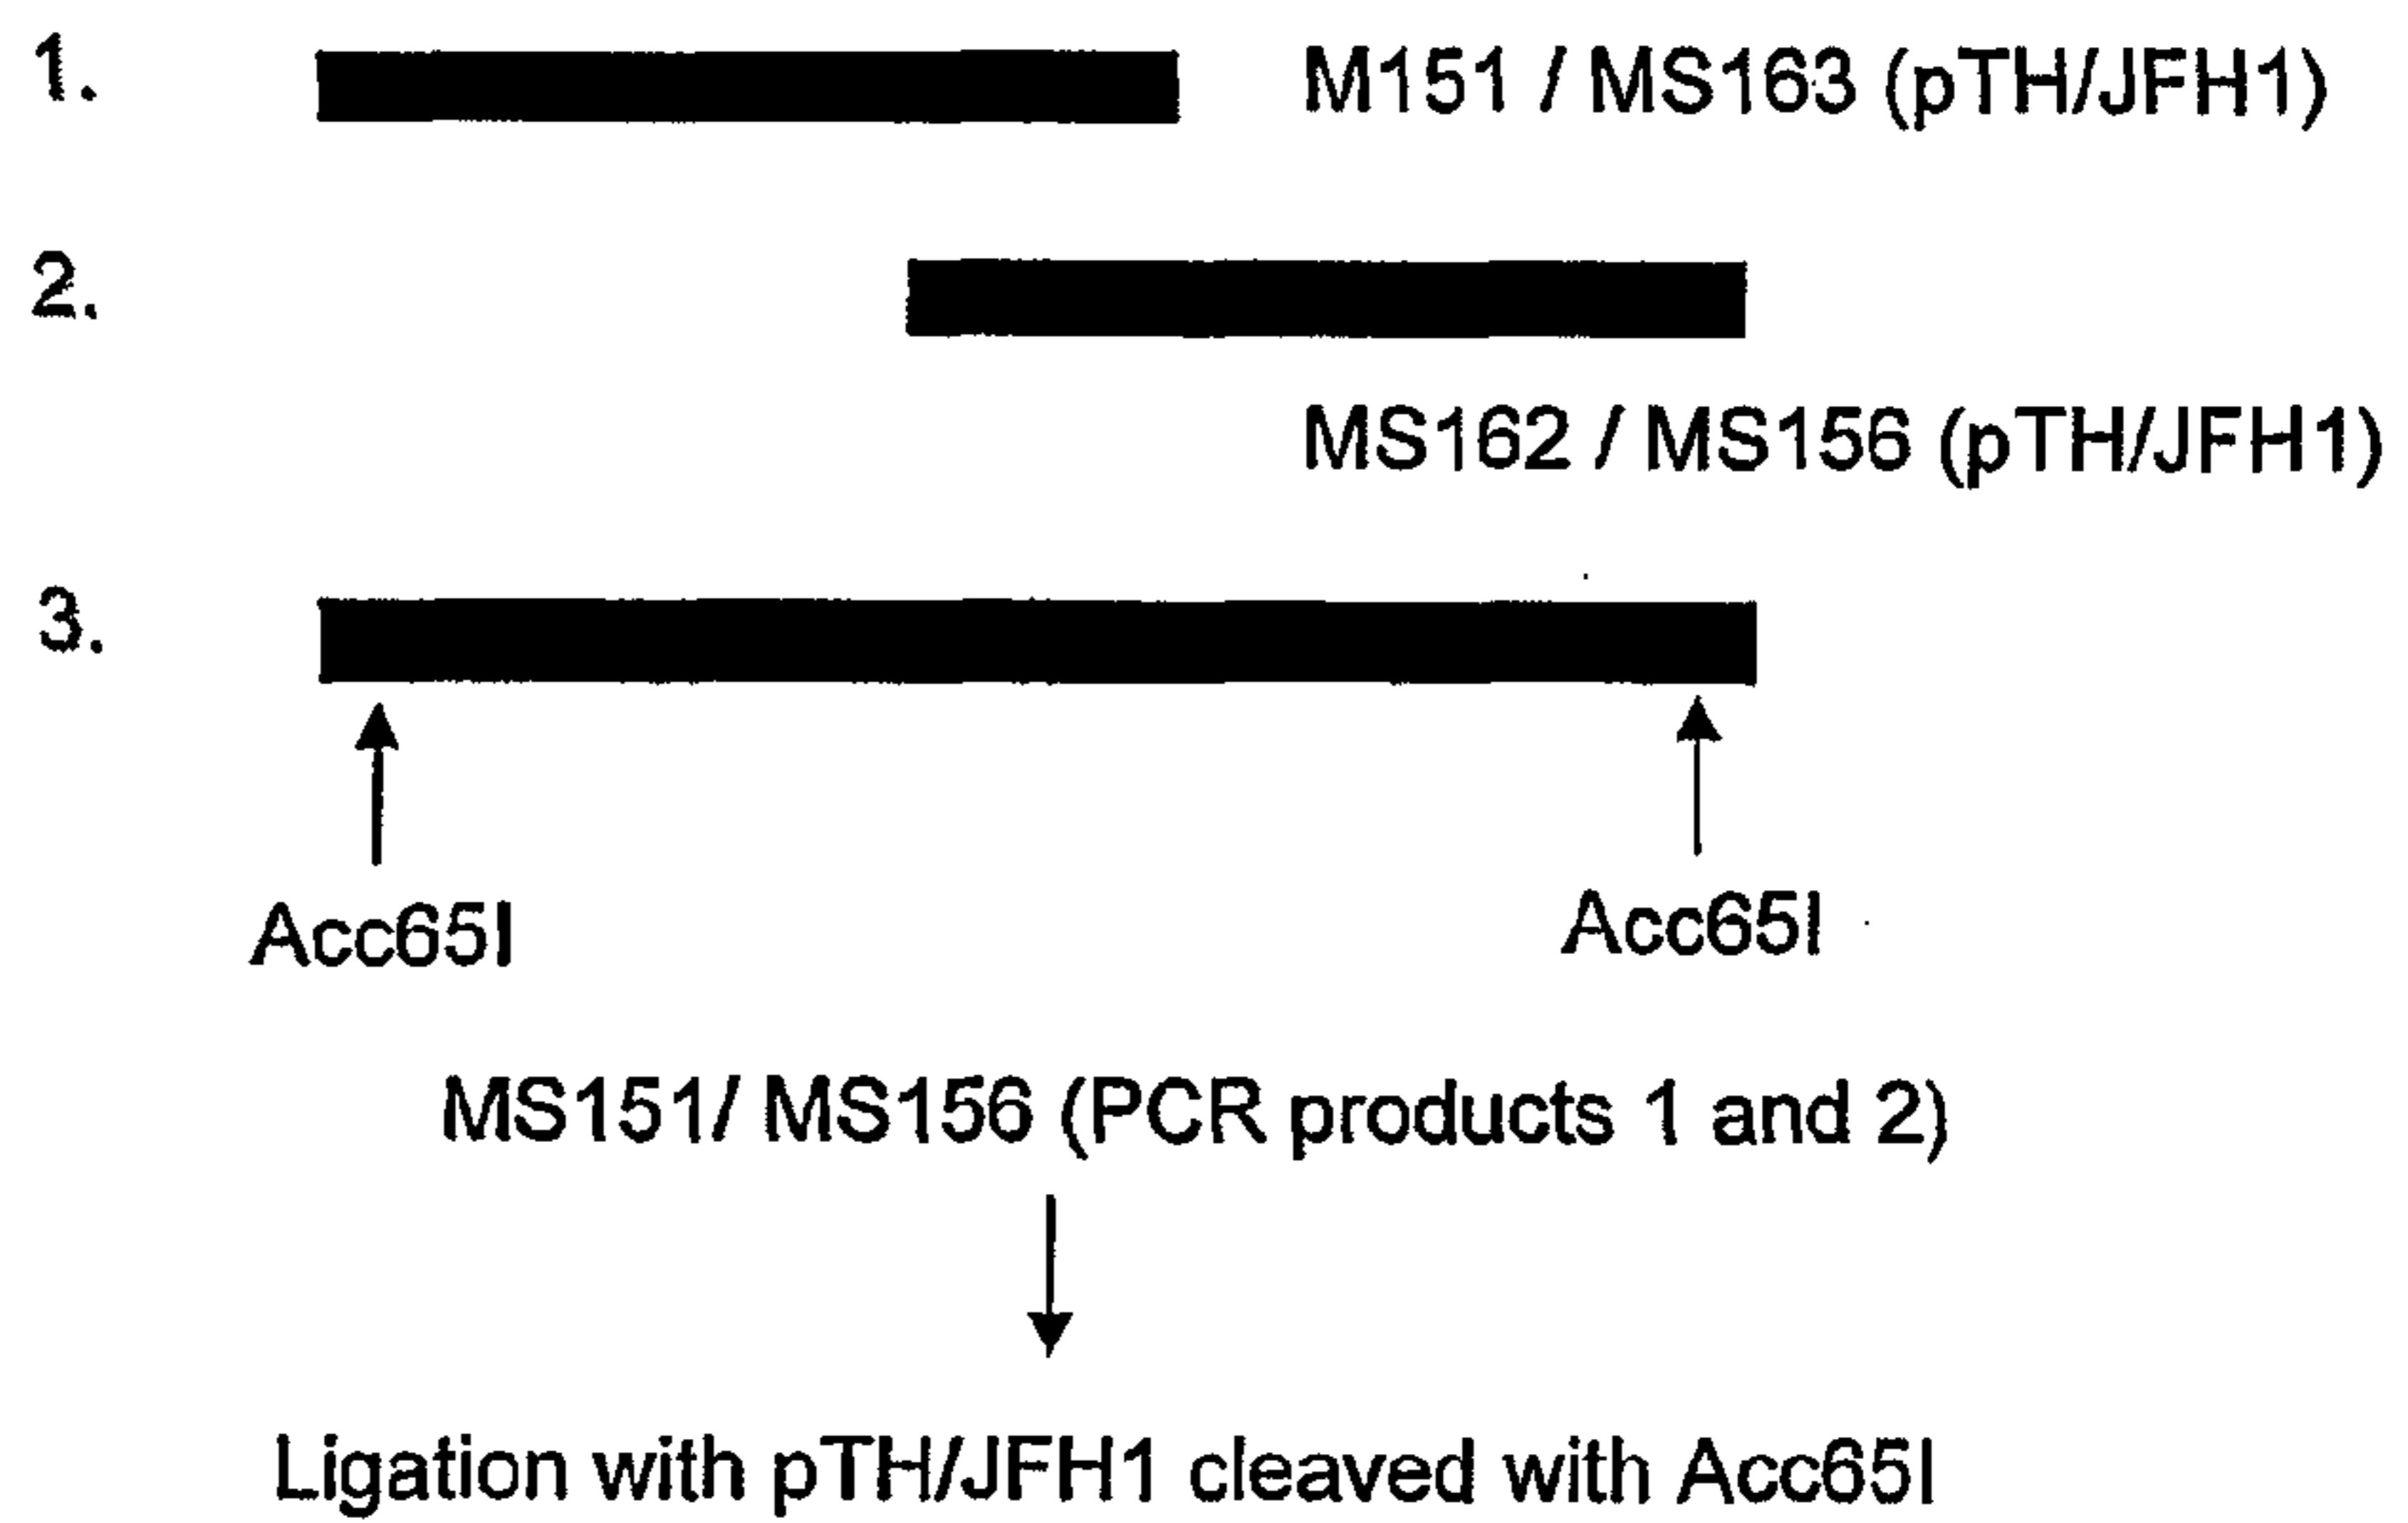 1.
M151 / MS163 (pTH/JFH1)
2.
MS162 / MS156 (pTH/JFH1)
3.
Acc65I
Acc65I
MS151/ MS156 (PCR products 1 and 2)
Ligation with pTH/JFH1 cleaved with Acc65I